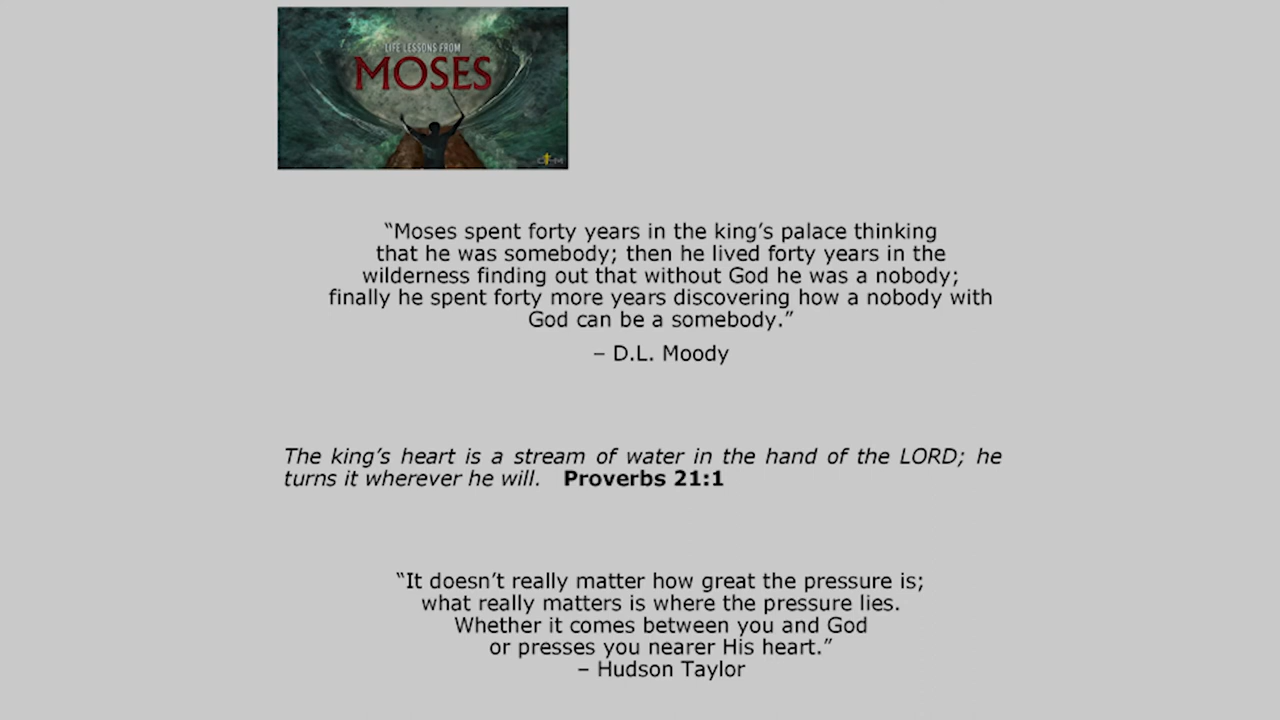 LIFE LESSONS FROM
MOSES
“Moses spent forty years in the king’s palace thinking
that he was somebody; then he lived forty years in the
wilderness finding out that without God he was a nobody;
finally he spent forty more years discovering how a nobody with
God can be a somebody.”
– D.L. Moody
The king’s heart is a stream of water in the hand of the LORD; he
turns it wherever he will. Proverbs 21:1
“It doesn’t really matter how great the pressure is;
what really matters is where the pressure lies.
Whether it comes between you and God
or presses you nearer His heart.”
– Hudson Taylor